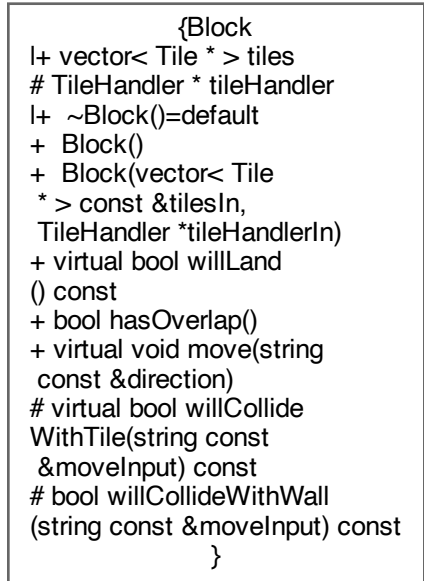 {Block
l+ vector< Tile * > tiles
# TileHandler * tileHandler
l+ ~Block()=default
+ Block()
+ Block(vector< Tile
* > const &tilesIn,
TileHandler *tileHandlerIn)
+ virtual bool willLand
() const
+ bool hasOverlap()
+ virtual void move(string
const &direction)
# virtual bool willCollide
WithTile(string const
&moveInput) const
# bool willCollideWithWall
(string const &moveInput) const
}